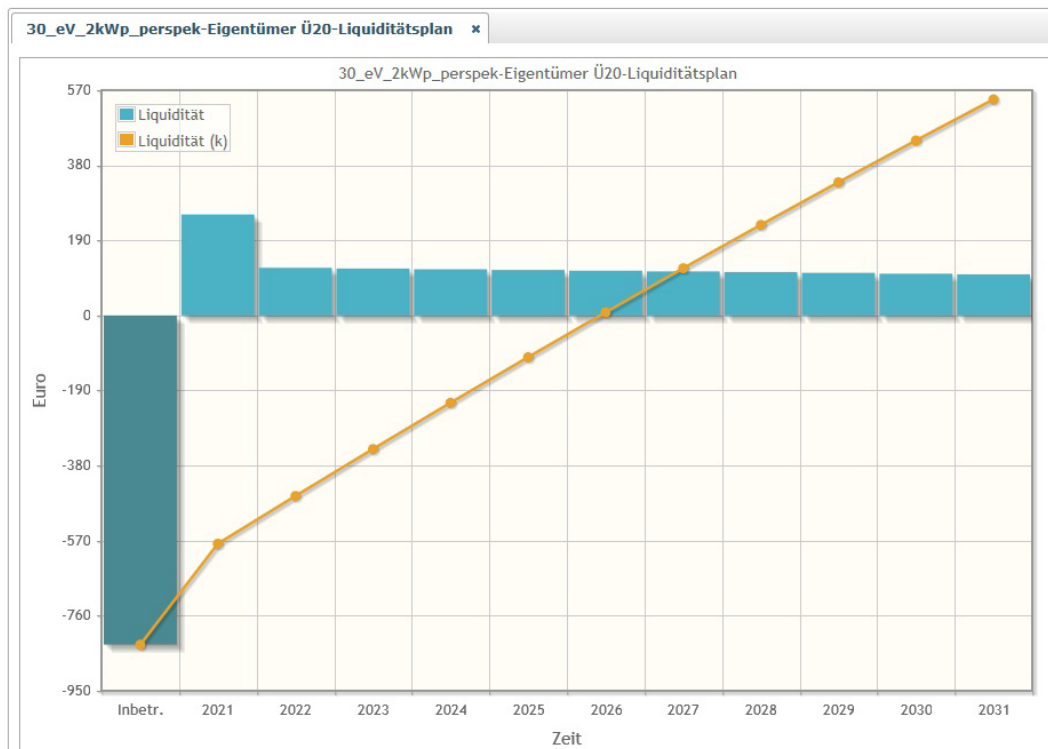 30_eV_2kWp_perspek-Eigentümer Ü20-Liquiditätsplan ×
30_eV_2kWp_perspek-Eigentümer Ü20-Liquiditätsplan
Liquidität
Liquidität (k)
570
380
190
0
-190
-380
-570
-760
-950
Euro
Inbetr. 2021 2022 2023 2024 2025 2026 2027 2028 2029 2030 2031
Zeit